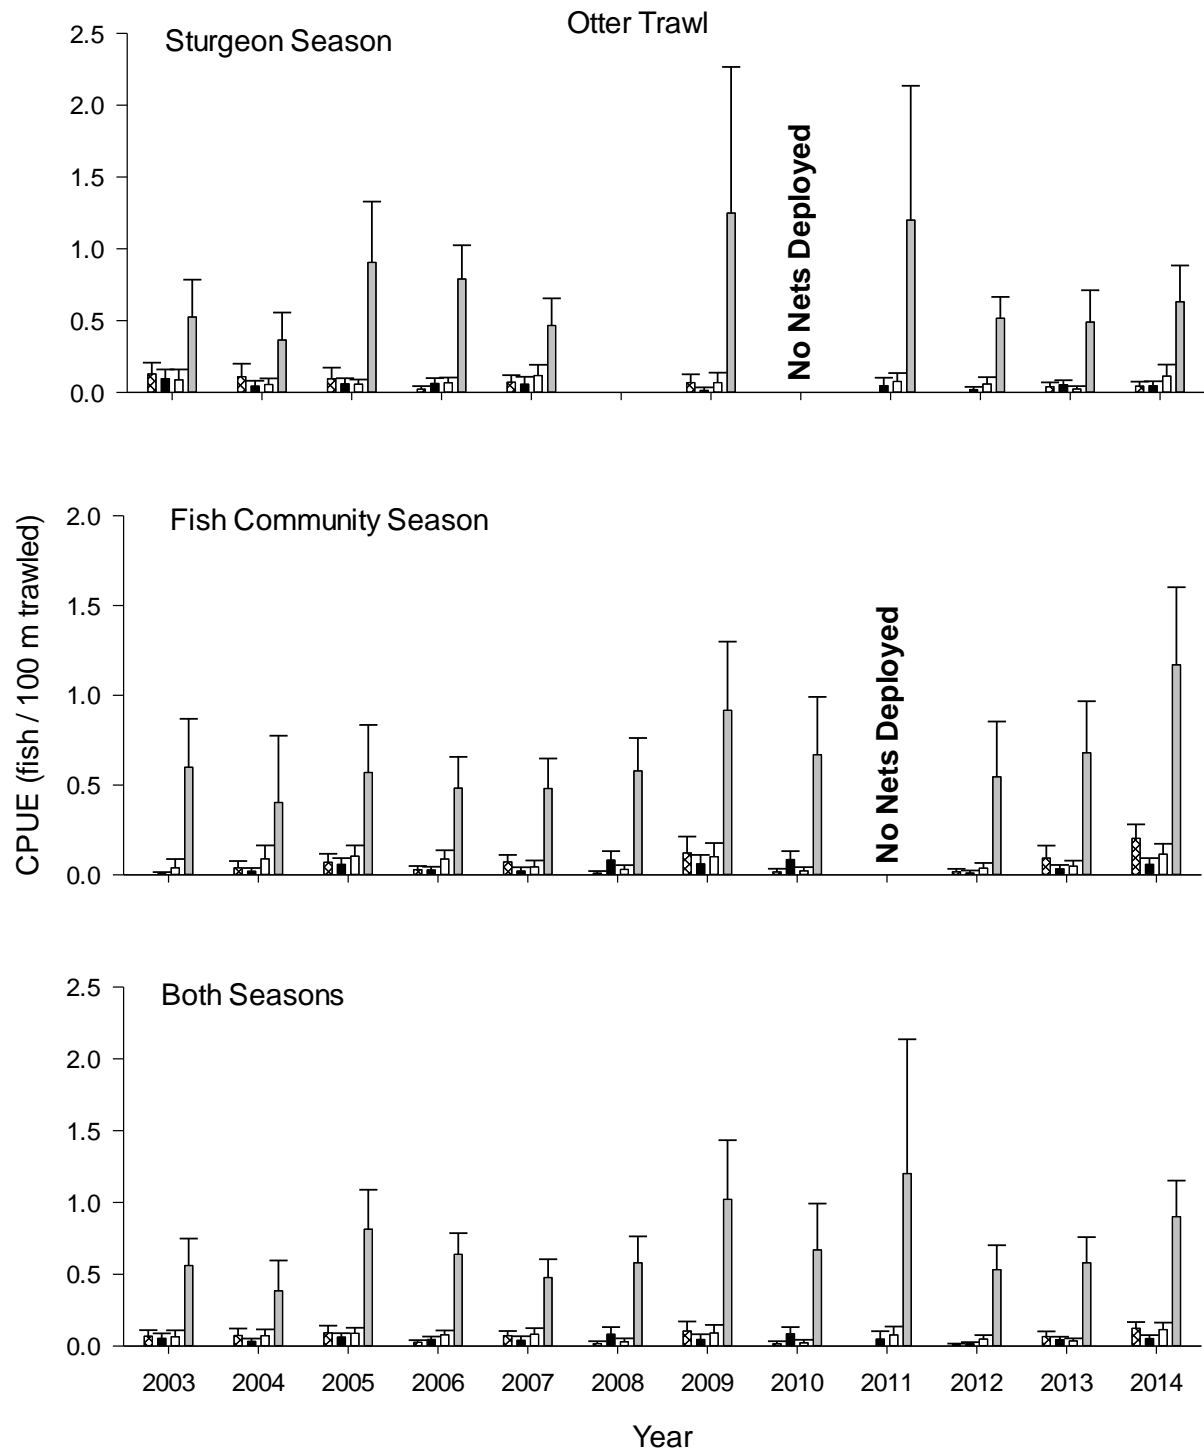 Otter Trawl
Sturgeon Season
2.5
2.0
1.5
1.0
0.5
0.0
No Nets Deployed
Fish Community Season
2.0
1.5
1.0
0.5
0.0
No Nets Deployed
CPUE (fish / 100 m trawled)
Both Seasons
2.5
2.0
1.5
1.0
0.5
0.0
2003 2004 2005 2006 2007 2008 2009 2010 2011 2012 2013 2014
Year